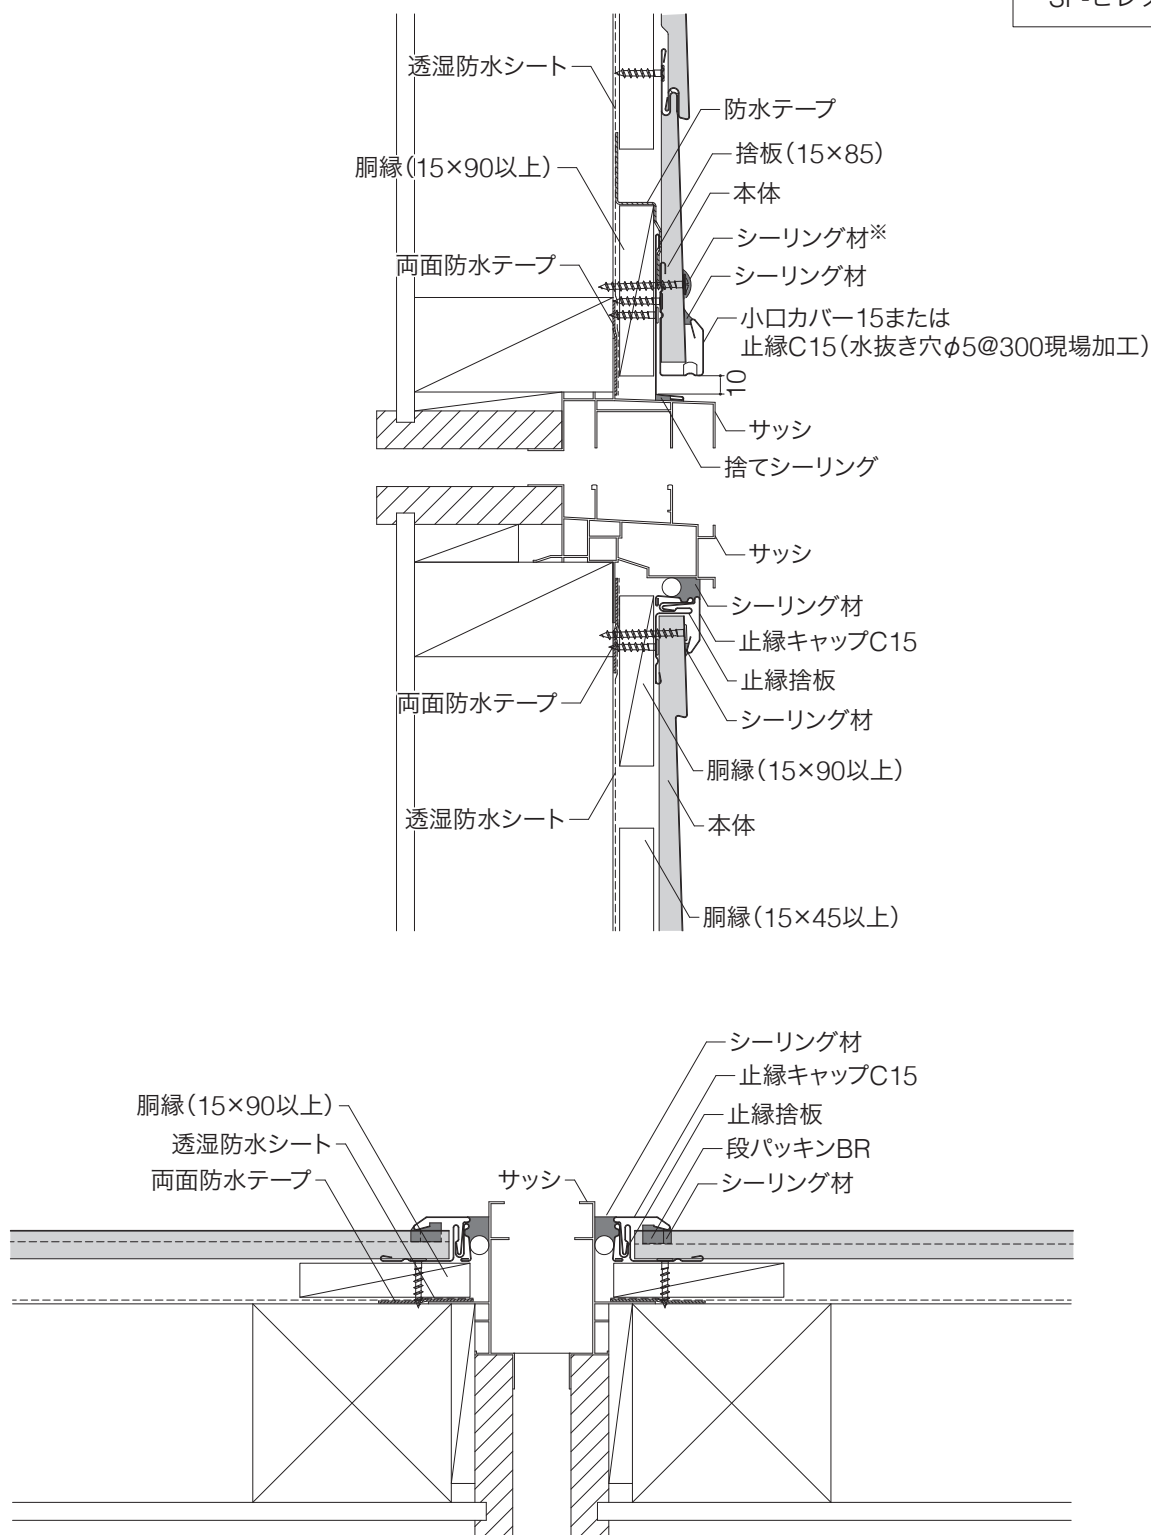 透湿防水シート
防水テープ
胴縁（15×90以上）
捨板（15×85）
本体
シーリング材※
両面防水テープ
シーリング材
小口カバー15または
止縁C15（水抜き穴φ5@300現場加工）
10
サッシ
捨てシーリング
サッシ
シーリング材
止縁キャップC15
止縁捨板
両面防水テープ
シーリング材
胴縁（15×90以上）
透湿防水シート
本体
胴縁（15×45以上）
シーリング材
止縁キャップC15
胴縁（15×90以上）
止縁捨板
透湿防水シート
段パッキンBR
両面防水テープ
サッシ
シーリング材